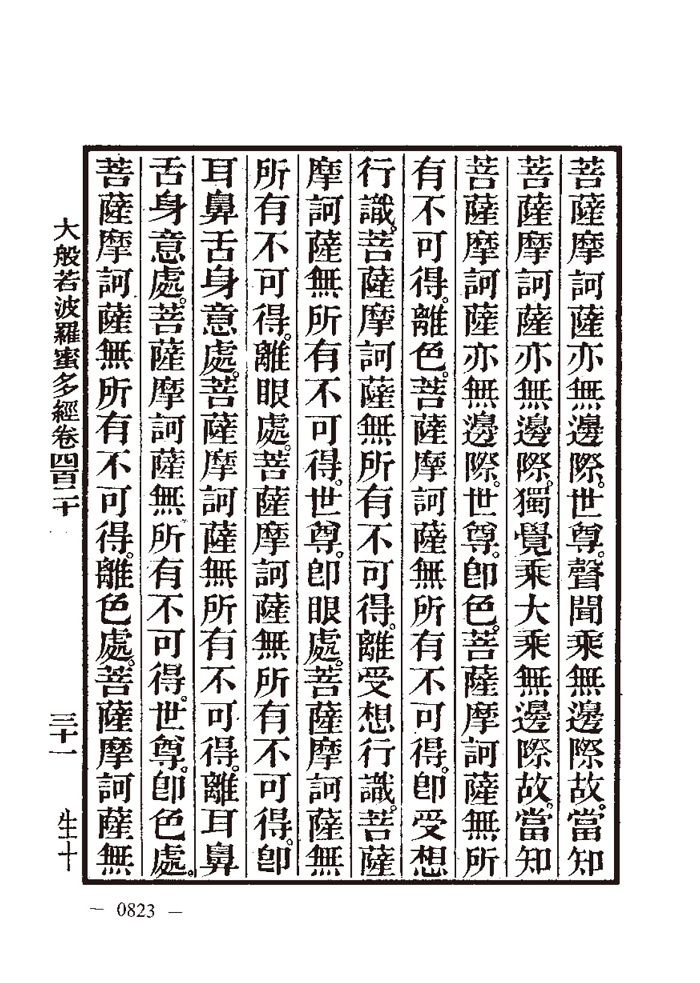 菩薩摩訶薩亦無邊際。世尊。聲聞乘無邊際故。當知
菩薩摩訶薩亦無邊際。獨覺乘大乘無邊際故。當知
菩薩摩訶薩亦無邊際。世尊。卽色。菩薩摩訶薩無所
有不可得。離色。菩薩摩訶薩無所有不可得。卽受想
行識。菩薩摩訶薩無所有不可得。離受想行識。菩薩
摩訶薩無所有不可得。世尊。卽眼處。菩薩摩訶薩無
所有不可得。離眼處。菩薩摩訶薩無所有不可得。卽
耳鼻舌身意處。菩薩摩訶薩無所有不可得。離耳鼻
舌身意處。菩薩摩訶薩無所有不可得。世尊。卽色處。
菩薩摩訶薩無所有不可得。離色處。菩薩摩訶薩無
大般若波羅蜜多經卷四百二十 三十一 生十
— 0823 —